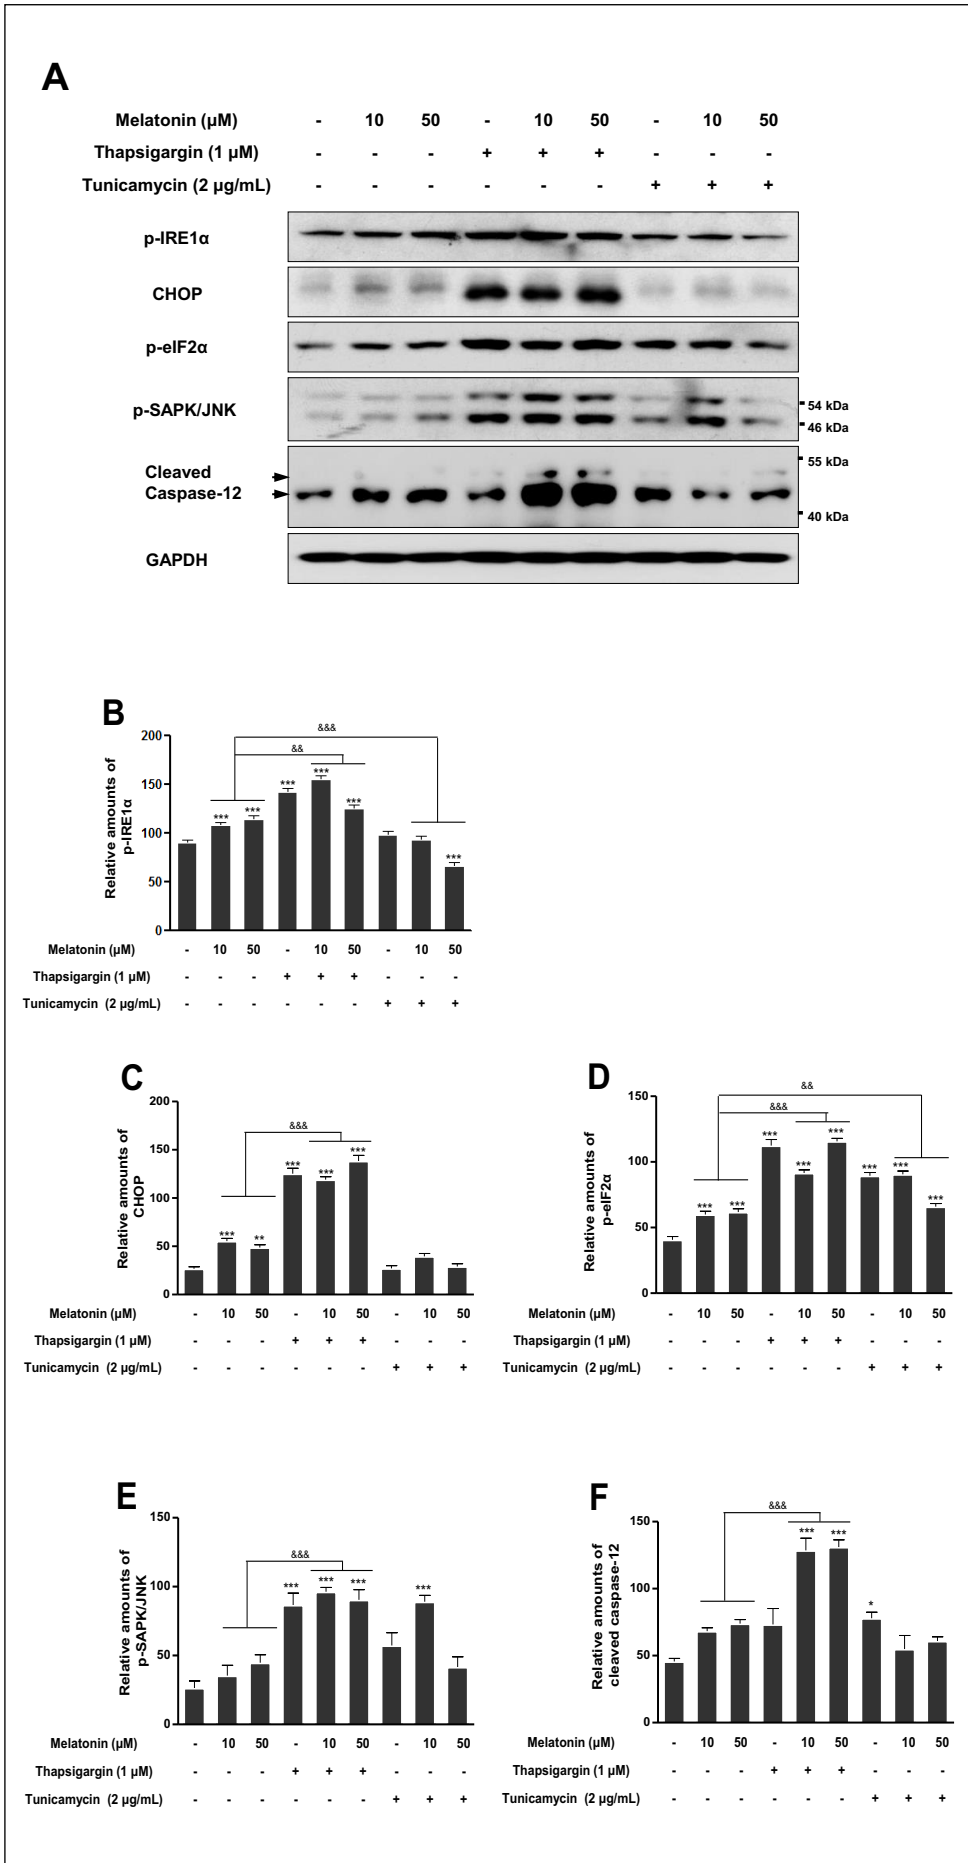 A
Melatonin (µM) - 10 50 - 10 50 - 10 50
Thapsigargin (1 µM) - - - + + + - - -
Tunicamycin (2 µg/mL) - - - - - - + + +
p-IRE1α
CHOP
p-eIF2α
p-SAPK/JNK
54 kDa
46 kDa
Cleaved
Caspase-12
55 kDa
40 kDa
GAPDH
B
Relative amounts of
p-IRE1α
200
150
100
50
0
&&&
&&
*** *** *** *** *** ***
Melatonin (µM) - 10 50 - 10 50 - 10 50
Thapsigargin (1 µM) - - - + + + - - -
Tunicamycin (2 µg/mL) - - - - - - + + +
C
Relative amounts of
CHOP
200
150
100
50
0
&&&
*** ** *** *** ***
Melatonin (µM) - 10 50 - 10 50 - 10 50
Thapsigargin (1 µM) - - - + + + - - -
Tunicamycin (2 µg/mL) - - - - - - + + +
D
Relative amounts of
p-eIF2α
150
100
50
0
&&
&&&
*** *** *** *** *** *** *** ***
Melatonin (µM) - 10 50 - 10 50 - 10 50
Thapsigargin (1 µM) - - - + + + - - -
Tunicamycin (2 µg/mL) - - - - - - + + +
E
Relative amounts of
p-SAPK/JNK
150
100
50
0
&&&
*** *** *** ***
Melatonin (µM) - 10 50 - 10 50 - 10 50
Thapsigargin (1 µM) - - - + + + - - -
Tunicamycin (2 µg/mL) - - - - - - + + +
F
Relative amounts of
cleaved caspase-12
150
100
50
0
&&&
*** *** *
Melatonin (µM) - 10 50 - 10 50 - 10 50
Thapsigargin (1 µM) - - - + + + - - -
Tunicamycin (2 µg/mL) - - - - - - + + +